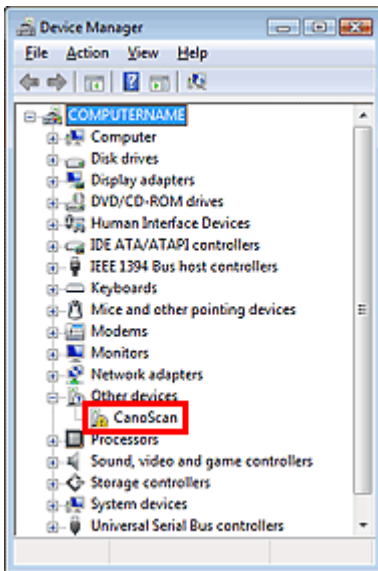 Device Manager
File Action View Help
COMPUTERNAME
Computer
Disk drives
Display adapters
DVD/CD-ROM drives
Human Interface Devices
IDE ATA/ATAPI controllers
IEEE 1394 Bus host controllers
Keyboards
Mice and other pointing devices
Modems
Monitors
Network adapters
Other devices
CanoScan
Processors
Sound, video and game controllers
Storage controllers
System devices
Universal Serial Bus controllers